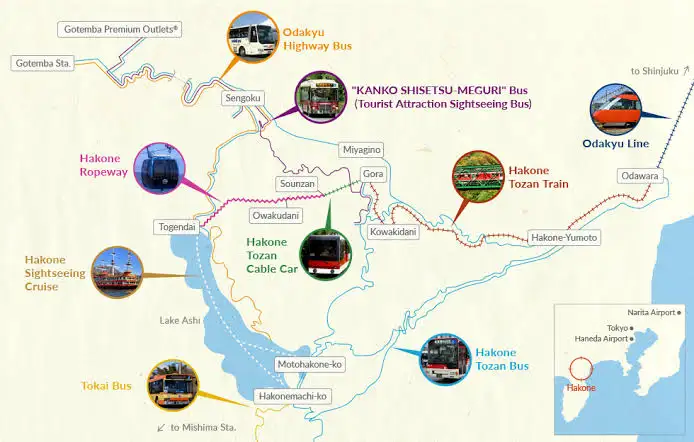 Gotemba Premium Outlets®
Odakyu
Highway Bus
Gotemba Sta.
to Shinjuku
Sengoku
"KANKO SHISETSU-MEGURI" Bus
(Tourist Attraction Sightseeing Bus)
Odakyu Line
Miyagino
Hakone
Ropeway
Sounzan
Gora
Hakone
Tozan Train
Odawara
Owakudani
Togendai
Kowakidani
Hakone-Yumoto
Hakone
Tozan
Cable Car
Hakone
Sightseeing
Cruise
Lake Ashi
Narita Airport
Tokyo
Haneda Airport
Hakone
Motohakone-ko
Hakone
Tozan Bus
Tokai Bus
Hakonemachi-ko
to Mishima Sta.